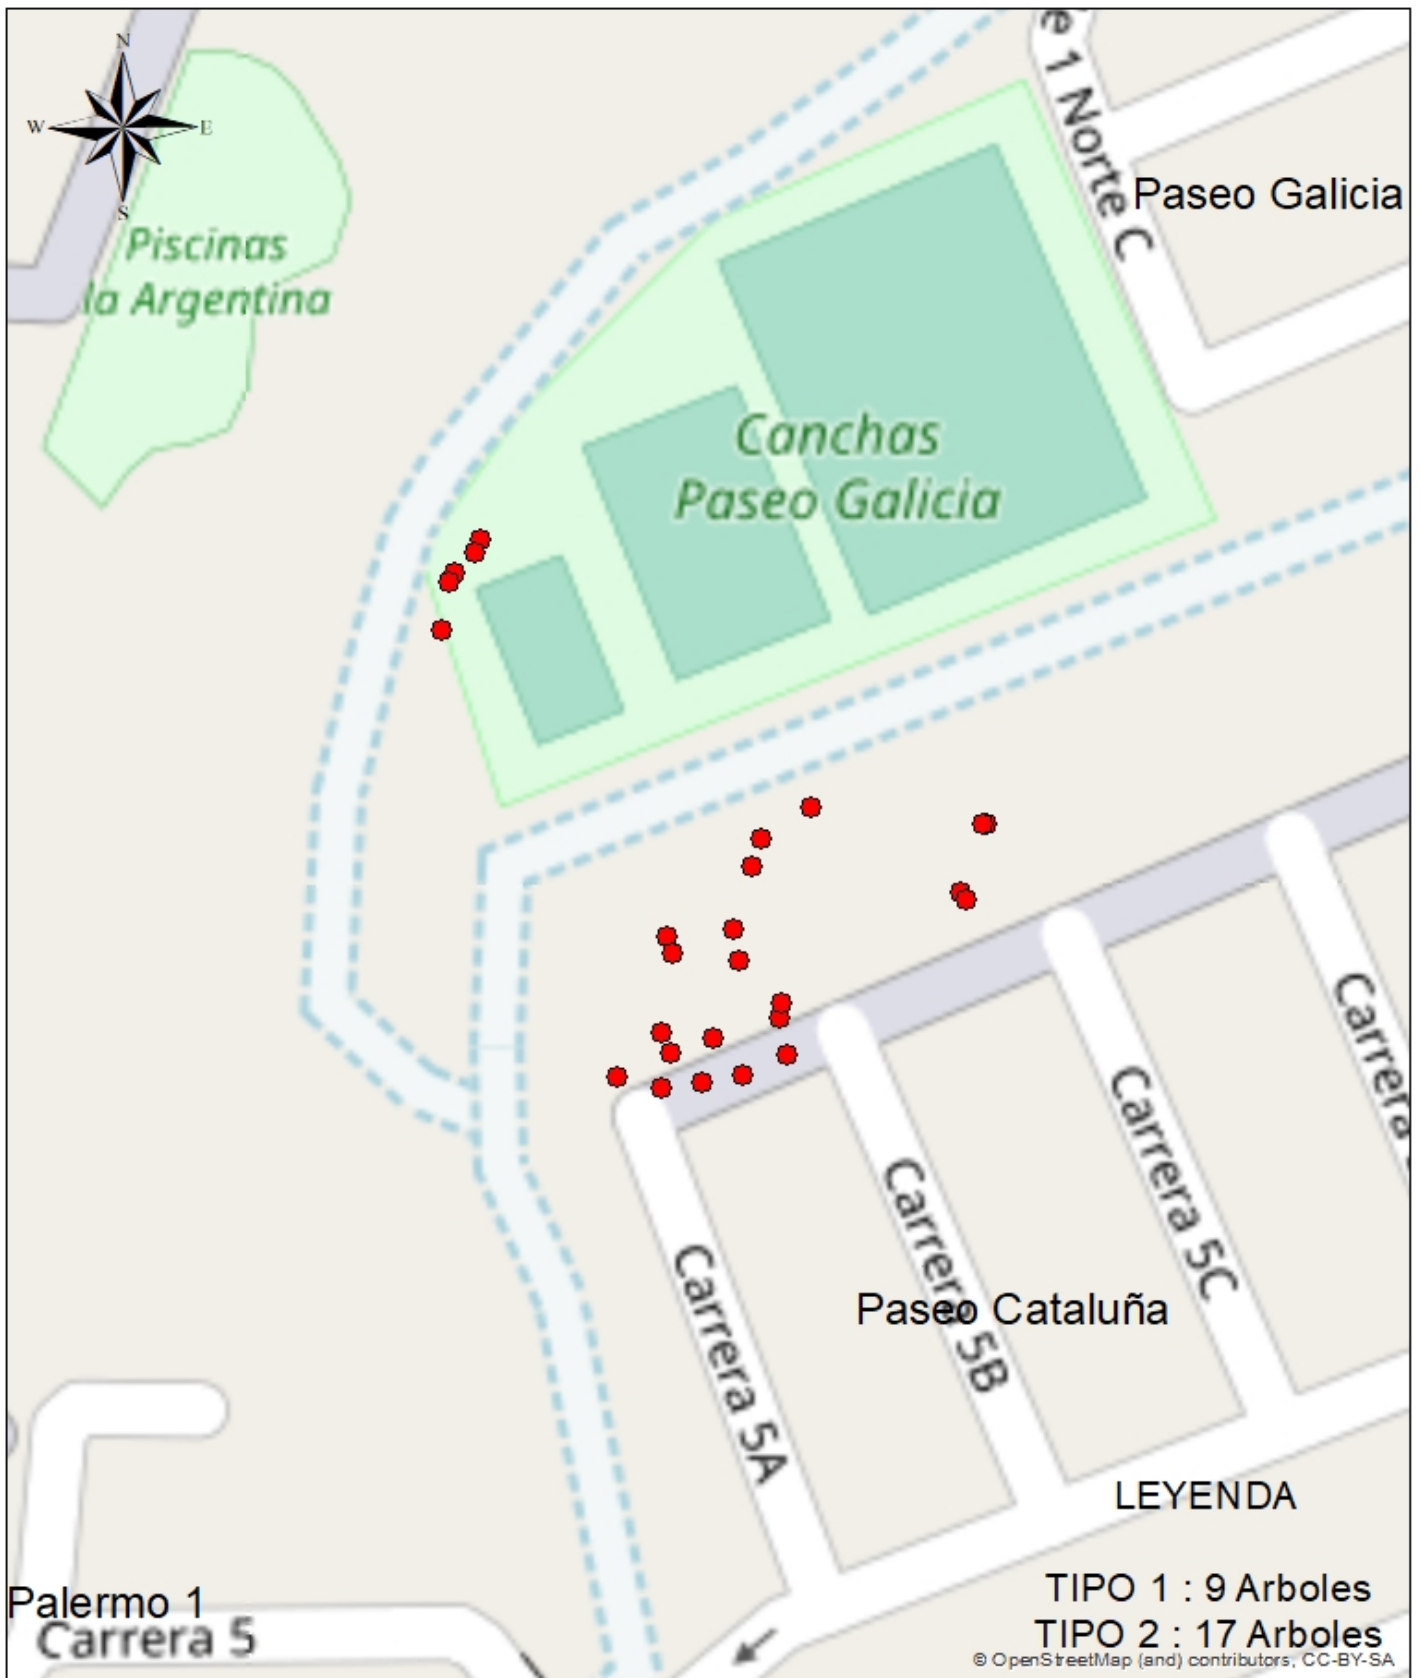 N
W E
S
e 1 Norte C
Paseo Galicia
Piscinas
la Argentina
Canchas
Paseo Galicia
Carrera
Carrera 5C
Carrera 5B
Carrera 5A
Paseo Cataluña
LEYENDA
TIPO 1 : 9 Arboles
TIPO 2 : 17 Arboles
Palermo 1
Carrera 5
© OpenStreetMap (and) contributors, CC-BY-SA